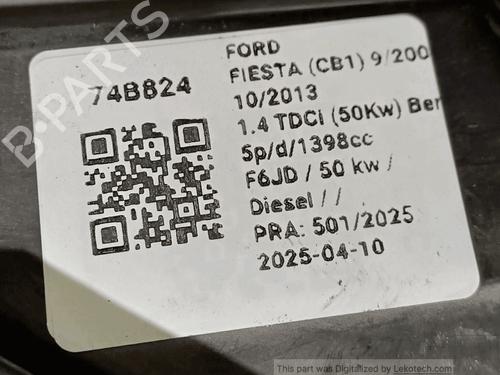 74B824
FORD
FIESTA (CB1) 9/200
10/2013
1.4 TDCi (50Kw) Ber
5p/d/1398cc
F6JD / 50 kw /
Diesel / /
PRA: 501/2025
2025-04-10
B-PARTS
This part was Digitalized by Lekotech.com